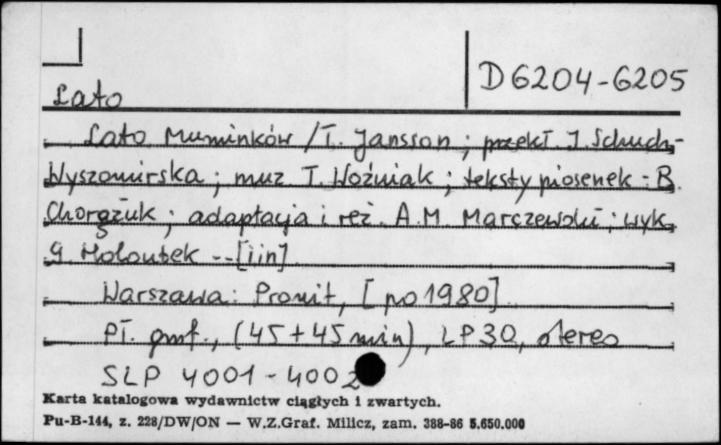 D 6204-6205
Lato
Lato Muminków / T. Jansson ; przekł. I. Szuch-
Wyszomirska ; muz. T. Woźniak ; teksty piosenek : B.
Chorążuk ; adaptacja i reż. A. M. Marczewski ; wyk.
G. Holoubek -- [i in]
Warszawa : Pronit, [po 1980]
Pł. gmf., (45 + 45 min), LP 30, stereo
SLP 4001-4002
Karta katalogowa wydawnictw ciągłych i zwartych.
Pu-B-144, z. 228/DW/ON — W.Z.Graf. Milicz, zam. 388-86 5.650.000